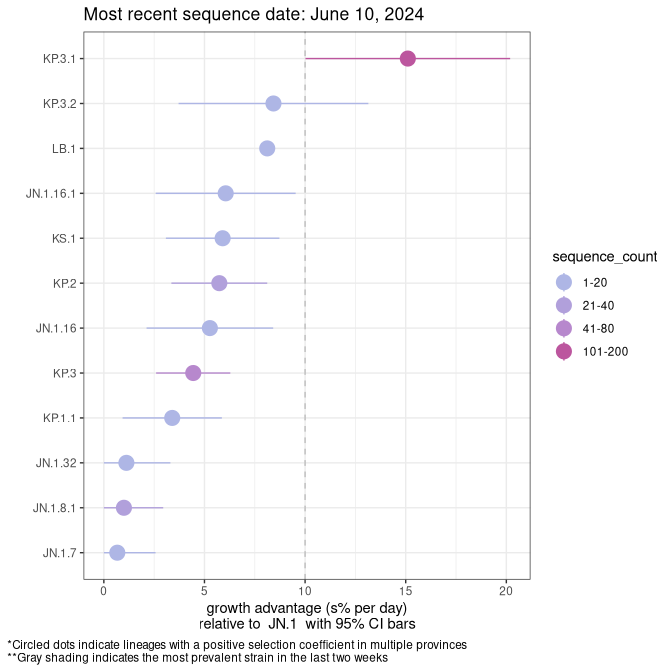 Most recent sequence date: June 10, 2024
KP.3.1
KP.3.2
LB.1
JN.1.16.1
KS.1
KP.2
JN.1.16
KP.3
KP.1.1
JN.1.32
JN.1.8.1
JN.1.7
0 5 10 15 20
growth advantage (s% per day)
relative to JN.1 with 95% CI bars
sequence_count
1-20
21-40
41-80
101-200
*Circled dots indicate lineages with a positive selection coefficient in multiple provinces
**Gray shading indicates the most prevalent strain in the last two weeks